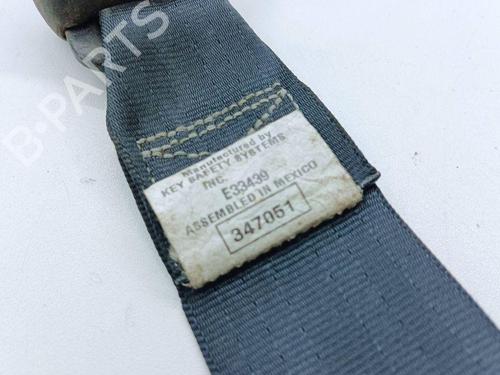 B-PARTS
Manufactured by
KEY SAFETY SYSTEMS
INC.
E33439
ASSEMBLED IN MEXICO
347051